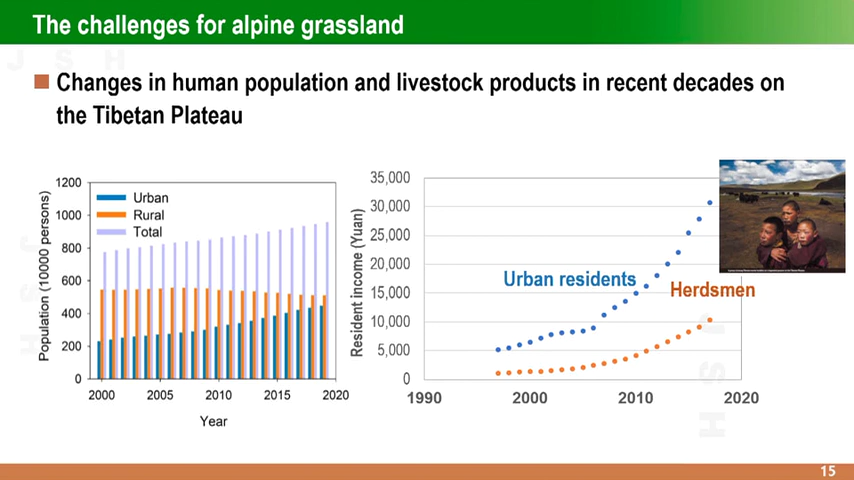 The challenges for alpine grassland
Changes in human population and livestock products in recent decades on
the Tibetan Plateau
Population (10000 persons)
1200
1000
800
600
400
200
0
Urban
Rural
Total
2000
2005
2010
2015
2020
Year
Resident income (Yuan)
35,000
30,000
25,000
20,000
15,000
10,000
5,000
0
Urban residents
Herdsmen
1990
2000
2010
2020
15